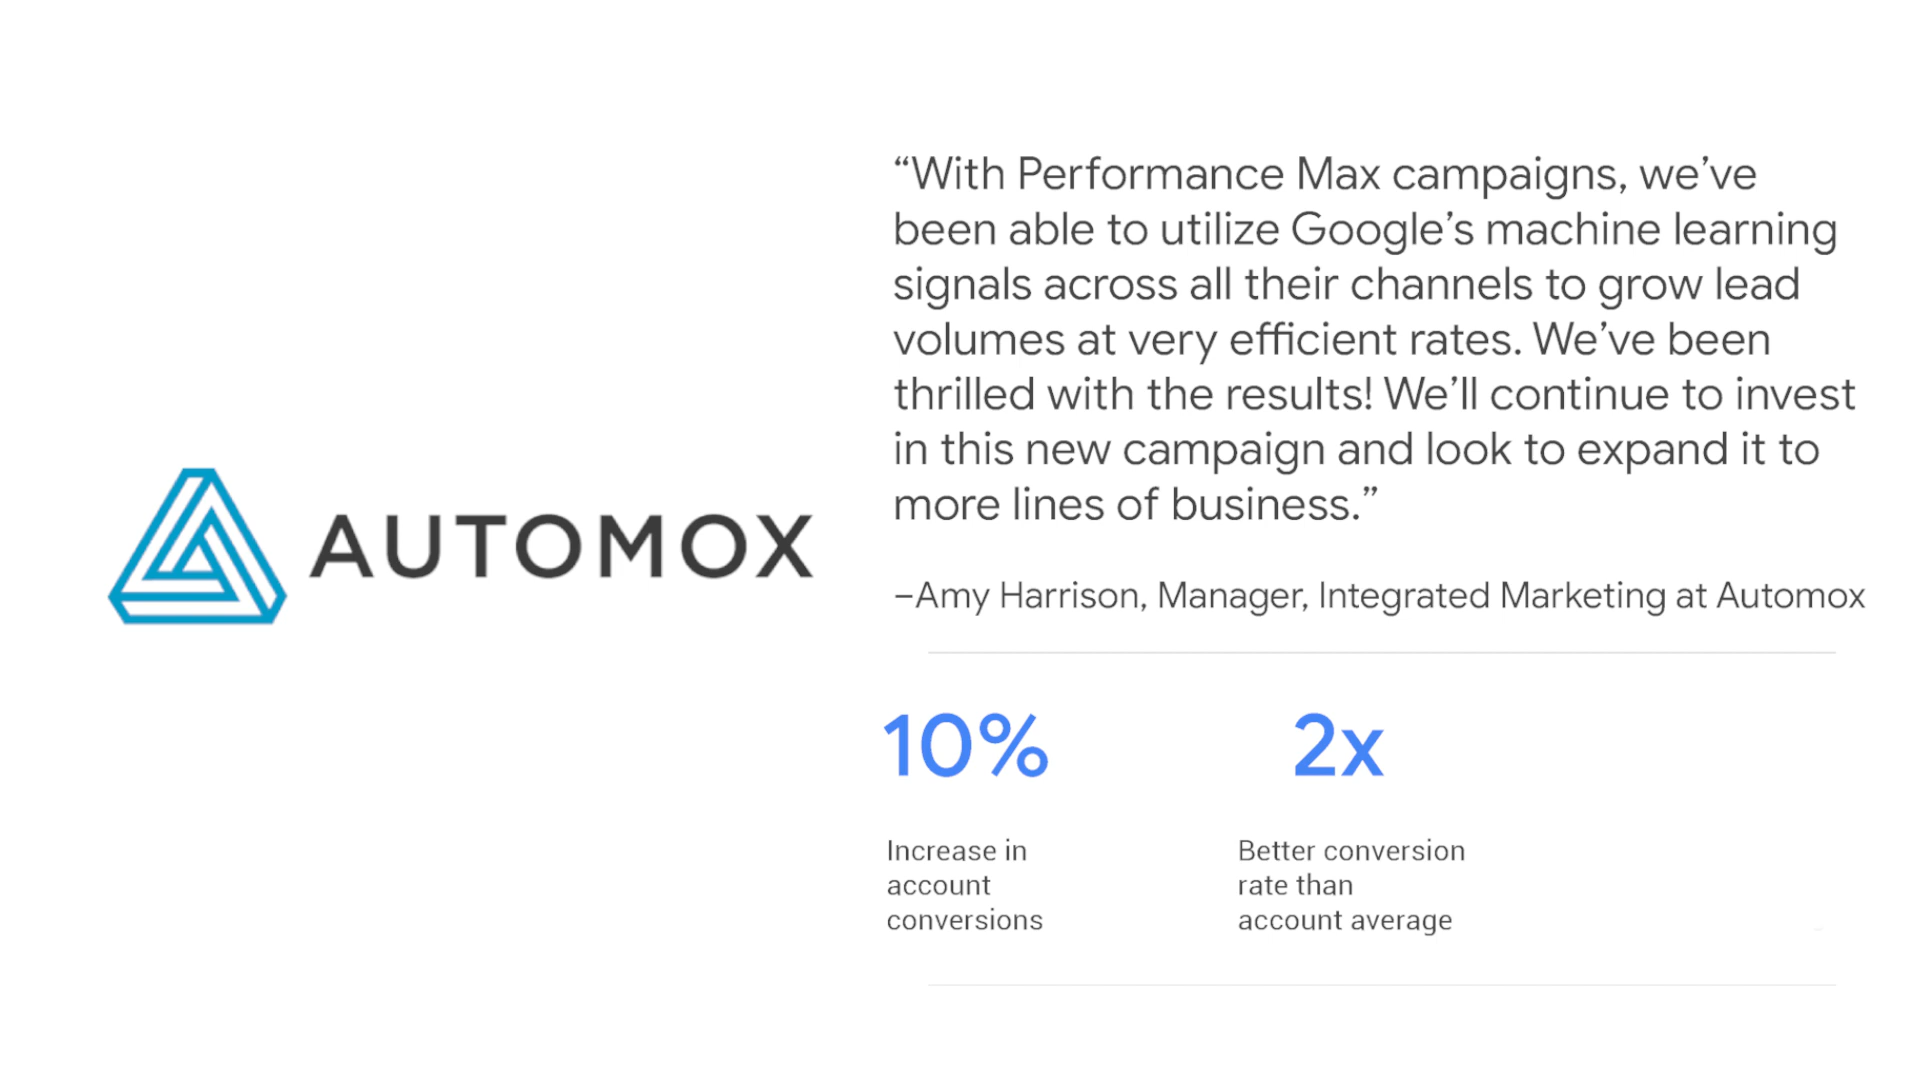 AUTOMOX
“With Performance Max campaigns, we’ve
been able to utilize Google’s machine learning
signals across all their channels to grow lead
volumes at very efficient rates. We’ve been
thrilled with the results! We’ll continue to invest
in this new campaign and look to expand it to
more lines of business.”
–Amy Harrison, Manager, Integrated Marketing at Automox
10%
Increase in
account
conversions
2x
Better conversion
rate than
account average